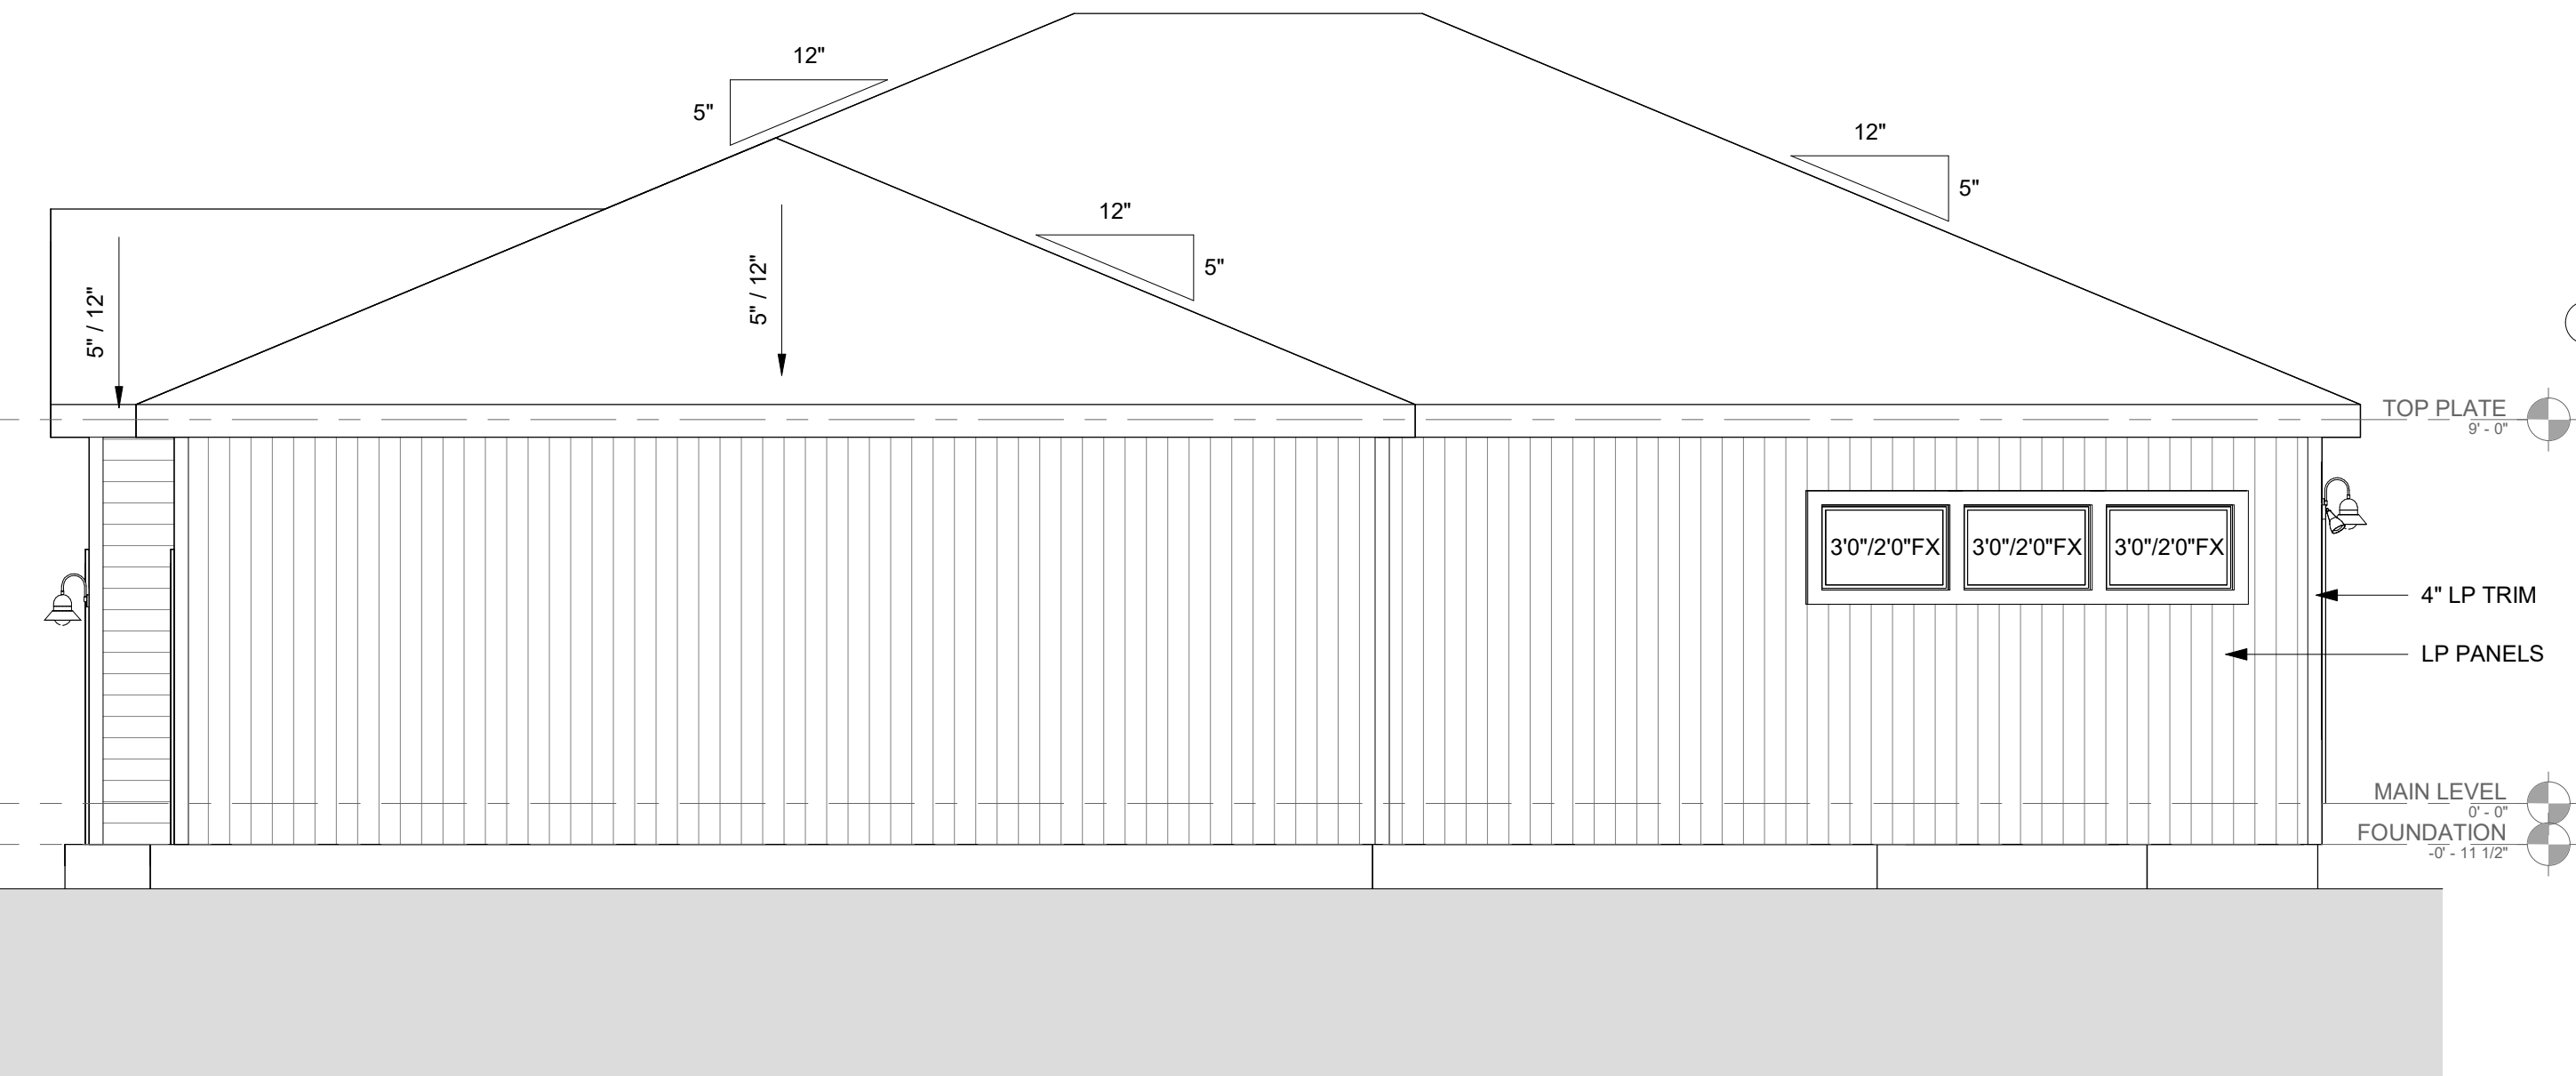 12"
5"
12"
5"
12"
5"
5" / 12"
5" / 12"
TOP PLATE
9' - 0"
3'0"/2'0"FX
3'0"/2'0"FX
3'0"/2'0"FX
4" LP TRIM
LP PANELS
MAIN LEVEL
0' - 0"
FOUNDATION
-0' - 11 1/2"